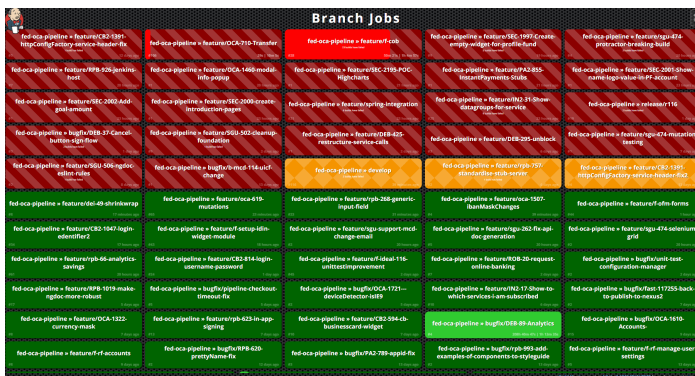 Branch Jobs
fed-oca-pipeline » feature/CB2-1391-
httpConfigFactory-service-header-fix
fed-oca-pipeline » feature/OCA-710-Transfer
fed-oca-pipeline » feature/f-cob
fed-oca-pipeline » feature/SEC-1997-Create-
empty-widget-for-profile-fund
fed-oca-pipeline » feature/sgu-474-
protractor-breaking-build
fed-oca-pipeline » feature/RPB-926-jenkins-
host
fed-oca-pipeline » feature/OCA-1460-modal-
info-popup
fed-oca-pipeline » feature/SEC-2195-POC-
Highcharts
fed-oca-pipeline » feature/PA2-855-
InstantPayments-Stubs
fed-oca-pipeline » feature/SEC-2001-Show-
name-logo-value-in-PF-account
fed-oca-pipeline » feature/SEC-2002-Add-
goal-amount
fed-oca-pipeline » feature/SEC-2000-create-
introduction-pages
fed-oca-pipeline » feature/spring-integration
fed-oca-pipeline » feature/IN2-31-Show-
datagroups-for-service
fed-oca-pipeline » release/r116
fed-oca-pipeline » bugfix/DEB-37-Cancel-
button-sign-flow
fed-oca-pipeline » feature/SGU-502-cleanup-
foundation
fed-oca-pipeline » feature/DEB-425-
restructure-service-calls
fed-oca-pipeline » feature/DEB-295-unblock
fed-oca-pipeline » feature/sgu-474-mutation
testing
fed-oca-pipeline » feature/SGU-506-ngdoc-
eslint-rules
fed-oca-pipeline » bugfix/b-mcd-114-uicf-
change
fed-oca-pipeline » develop
fed-oca-pipeline » feature/rpb-757-
standardise-stub-server
fed-oca-pipeline » feature/CB2-1391-
httpConfigFactory-service-header-fix2
fed-oca-pipeline » feature/dei-49-shrinkwrap
fed-oca-pipeline » feature/oca-619-
mutations
fed-oca-pipeline » feature/rpb-268-generic-
input-field
fed-oca-pipeline » feature/oca-1507-
ibanMaskChanges
fed-oca-pipeline » feature/f-ofm-forms
fed-oca-pipeline » feature/CB2-1047-login-
edentifier2
fed-oca-pipeline » feature/f-setup-idin-
widget-module
fed-oca-pipeline » feature/sgu-support-mcd-
change-email
fed-oca-pipeline » feature/sgu-262-fix-api-
doc-generation
fed-oca-pipeline » feature/sgu-474-selenium
grid
fed-oca-pipeline » feature/rpb-66-analytics-
savings
fed-oca-pipeline » feature/CB2-814-login-
username-password
fed-oca-pipeline » feature/f-ideal-116-
unittestimprovement
fed-oca-pipeline » feature/ROB-20-request-
online-banking
fed-oca-pipeline » bugfix/unit-test-
configuration-manager
fed-oca-pipeline » feature/RPB-1019-make-
ngdoc-more-robust
fed-oca-pipeline » bugfix/pipeline-checkout-
timeout-fix
fed-oca-pipeline » bugfix/OCA-1721—
deviceDetector-isIE9
fed-oca-pipeline » feature/IN2-17-Show-to-
which-services-i-am-subscribed
fed-oca-pipeline » bugfix/fast-117255-back-
to-publish-to-nexus2
fed-oca-pipeline » feature/OCA-1322-
currency-mask
fed-oca-pipeline » feature/rpb-623-in-app-
signing
fed-oca-pipeline » feature/CB2-594-cb-
businesscard-widget
fed-oca-pipeline » bugfix/DEB-89-Analytics
fed-oca-pipeline » bugfix/OCA-1610-
Accounts-
fed-oca-pipeline » feature/f-rf-accounts
fed-oca-pipeline » bugfix/RPB-620-
prettyName-fix
fed-oca-pipeline » bugfix/PA2-789-appid-fix
fed-oca-pipeline » feature/rpb-993-add-
examples-of-components-to-styleguide
fed-oca-pipeline » feature/f-rf-manage-user
settings